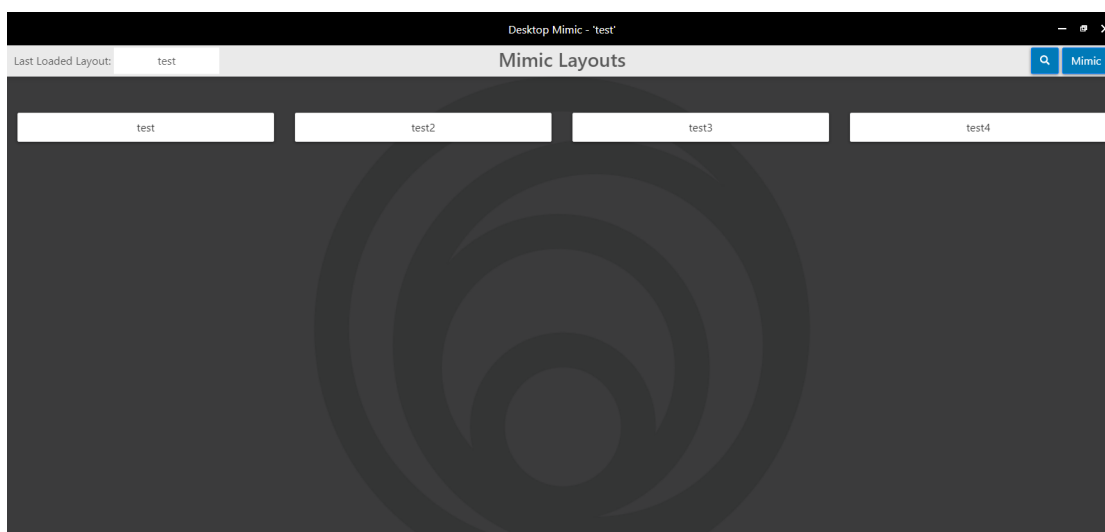 Desktop Mimic - 'test'
Last Loaded Layout: test Mimic Layouts Mimic
test test2 test3 test4